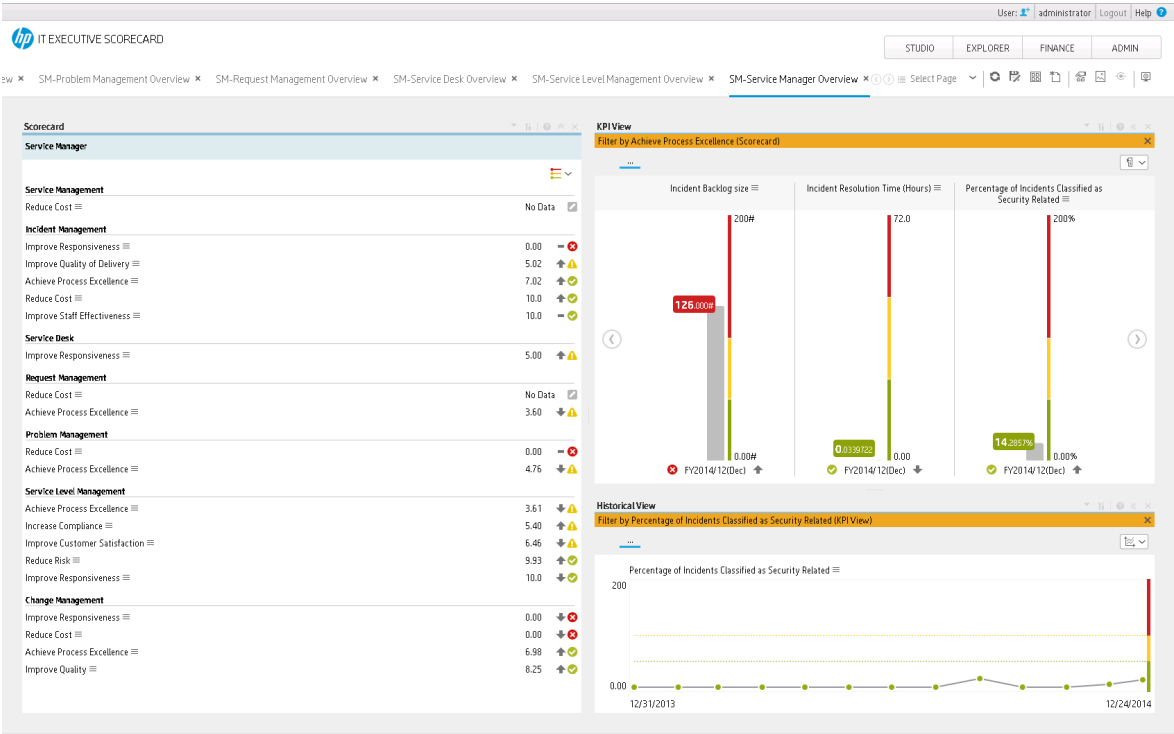 User: administrator Logout Help ?
hp IT EXECUTIVE SCORECARD
STUDIO EXPLORER FINANCE ADMIN
SM-Problem Management Overview × SM-Request Management Overview × SM-Service Desk Overview × SM-Service Level Management Overview × SM-Service Manager Overview × Select Page
Scorecard
Service Manager
Service Management
Reduce Cost No Data
Incident Management
Improve Responsiveness 0.00
Improve Quality of Delivery 5.02
Achieve Process Excellence 7.02
Reduce Cost 10.0
Improve Staff Effectiveness 10.0
Service Desk
Improve Responsiveness 5.00
Request Management
Reduce Cost No Data
Achieve Process Excellence 3.60
Problem Management
Reduce Cost 0.00
Achieve Process Excellence 4.76
Service Level Management
Achieve Process Excellence 3.61
Increase Compliance 5.40
Improve Customer Satisfaction 6.46
Reduce Risk 9.93
Improve Responsiveness 10.0
Change Management
Improve Responsiveness 0.00
Reduce Cost 0.00
Achieve Process Excellence 6.98
Improve Quality 8.25
KPI View
Filter by Achieve Process Excellence (Scorecard) ×
...
Incident Backlog size
200#
126.000#
0.00#
FY2014/12(Dec)
Incident Resolution Time (Hours)
72.0
0.0339722
0.00
FY2014/12(Dec)
Percentage of Incidents Classified as
Security Related
200%
14.2857%
0.00%
FY2014/12(Dec)
Historical View
Filter by Percentage of Incidents Classified as Security Related (KPI View) ×
...
Percentage of Incidents Classified as Security Related
200
0.00
12/31/2013 12/24/2014